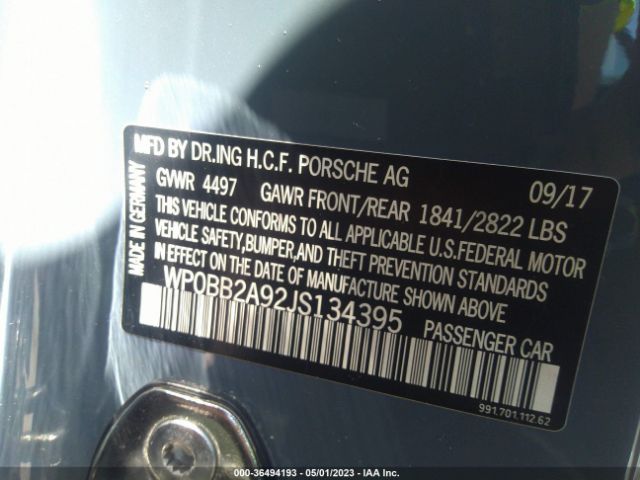 MFD BY DR.ING H.C.F. PORSCHE AG 09/17
GVWR 4497 GAWR FRONT/REAR 1841/2822 LBS
THIS VEHICLE CONFORMS TO ALL APPLICABLE U.S.FEDERAL MOTOR
VEHICLE SAFETY,BUMPER,AND THEFT PREVENTION STANDARDS
IN EFFECT ON THE DATE OF MANUFACTURE SHOWN ABOVE
WP0BB2A92JS134395 PASSENGER CAR
MADE IN GERMANY
991.701.112.62
000-36494193 - 05/01/2023 - IAA Inc.